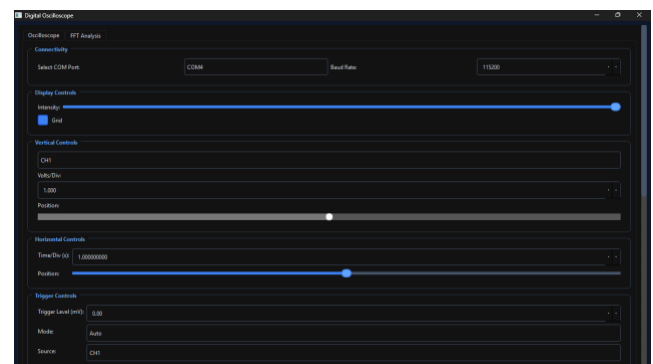 Digital Oscilloscope
Oscilloscope FFT Analysis
Connectivity
Select COM Port: COM4 Baud Rate: 115200
Display Controls
Intensity:
Grid
Vertical Controls
CH1
Volts/Div:
1.000
Position:
Horizontal Controls
Time/Div (s): 1.000000000
Position:
Trigger Controls
Trigger Level (mV): 0.00
Mode: Auto
Source: CH1